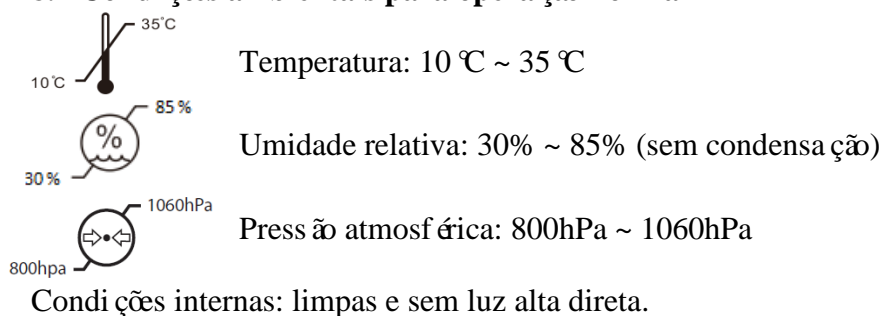 35℃
10℃
Temperatura: 10 ℃ ~ 35 ℃
85%
%
Umidade relativa: 30% ~ 85% (sem condensação)
30%
1060hPa
Pressão atmosférica: 800hPa ~ 1060hPa
800hpa
Condições internas: limpas e sem luz alta direta.